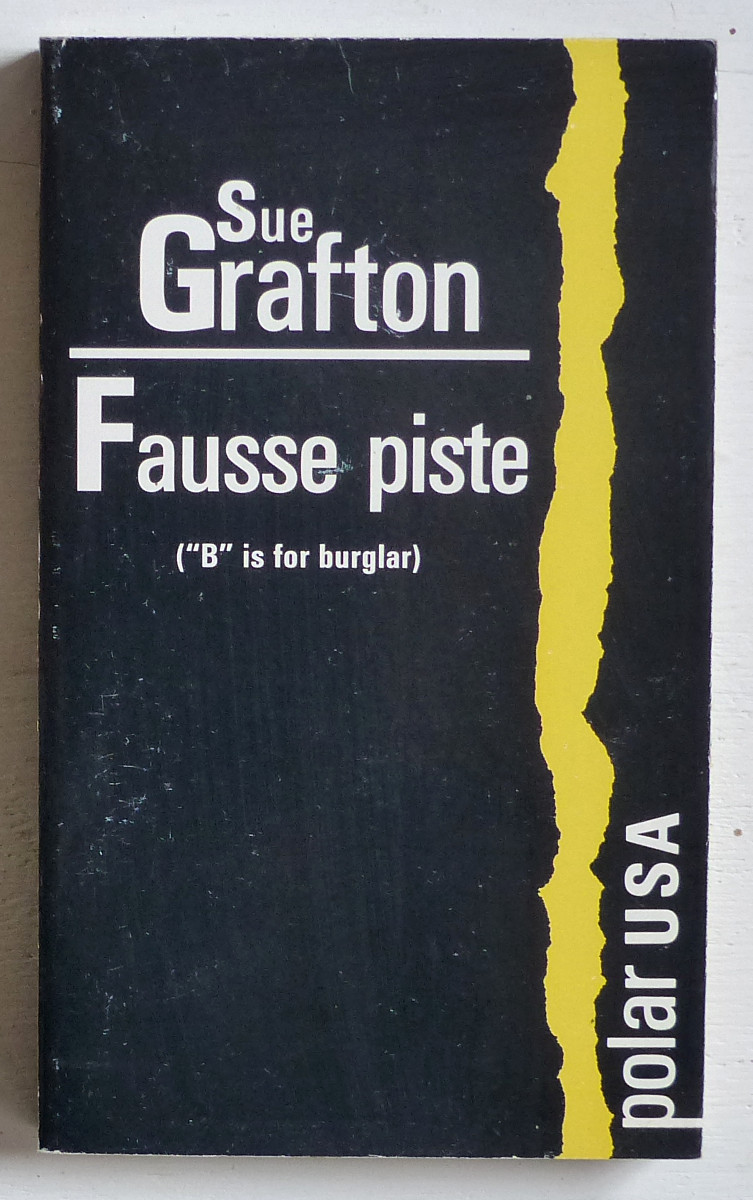 Sue
Grafton
Fausse piste
(“B” is for burglar)
polar USA